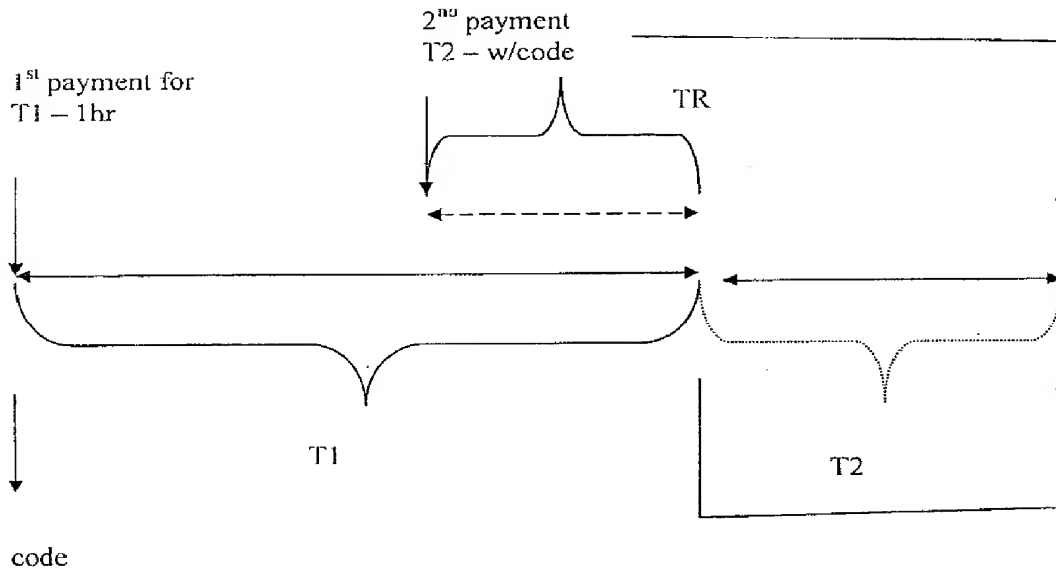 2nd payment
T2 – w/code
1st payment for
T1 – 1hr
TR
T1
T2
code